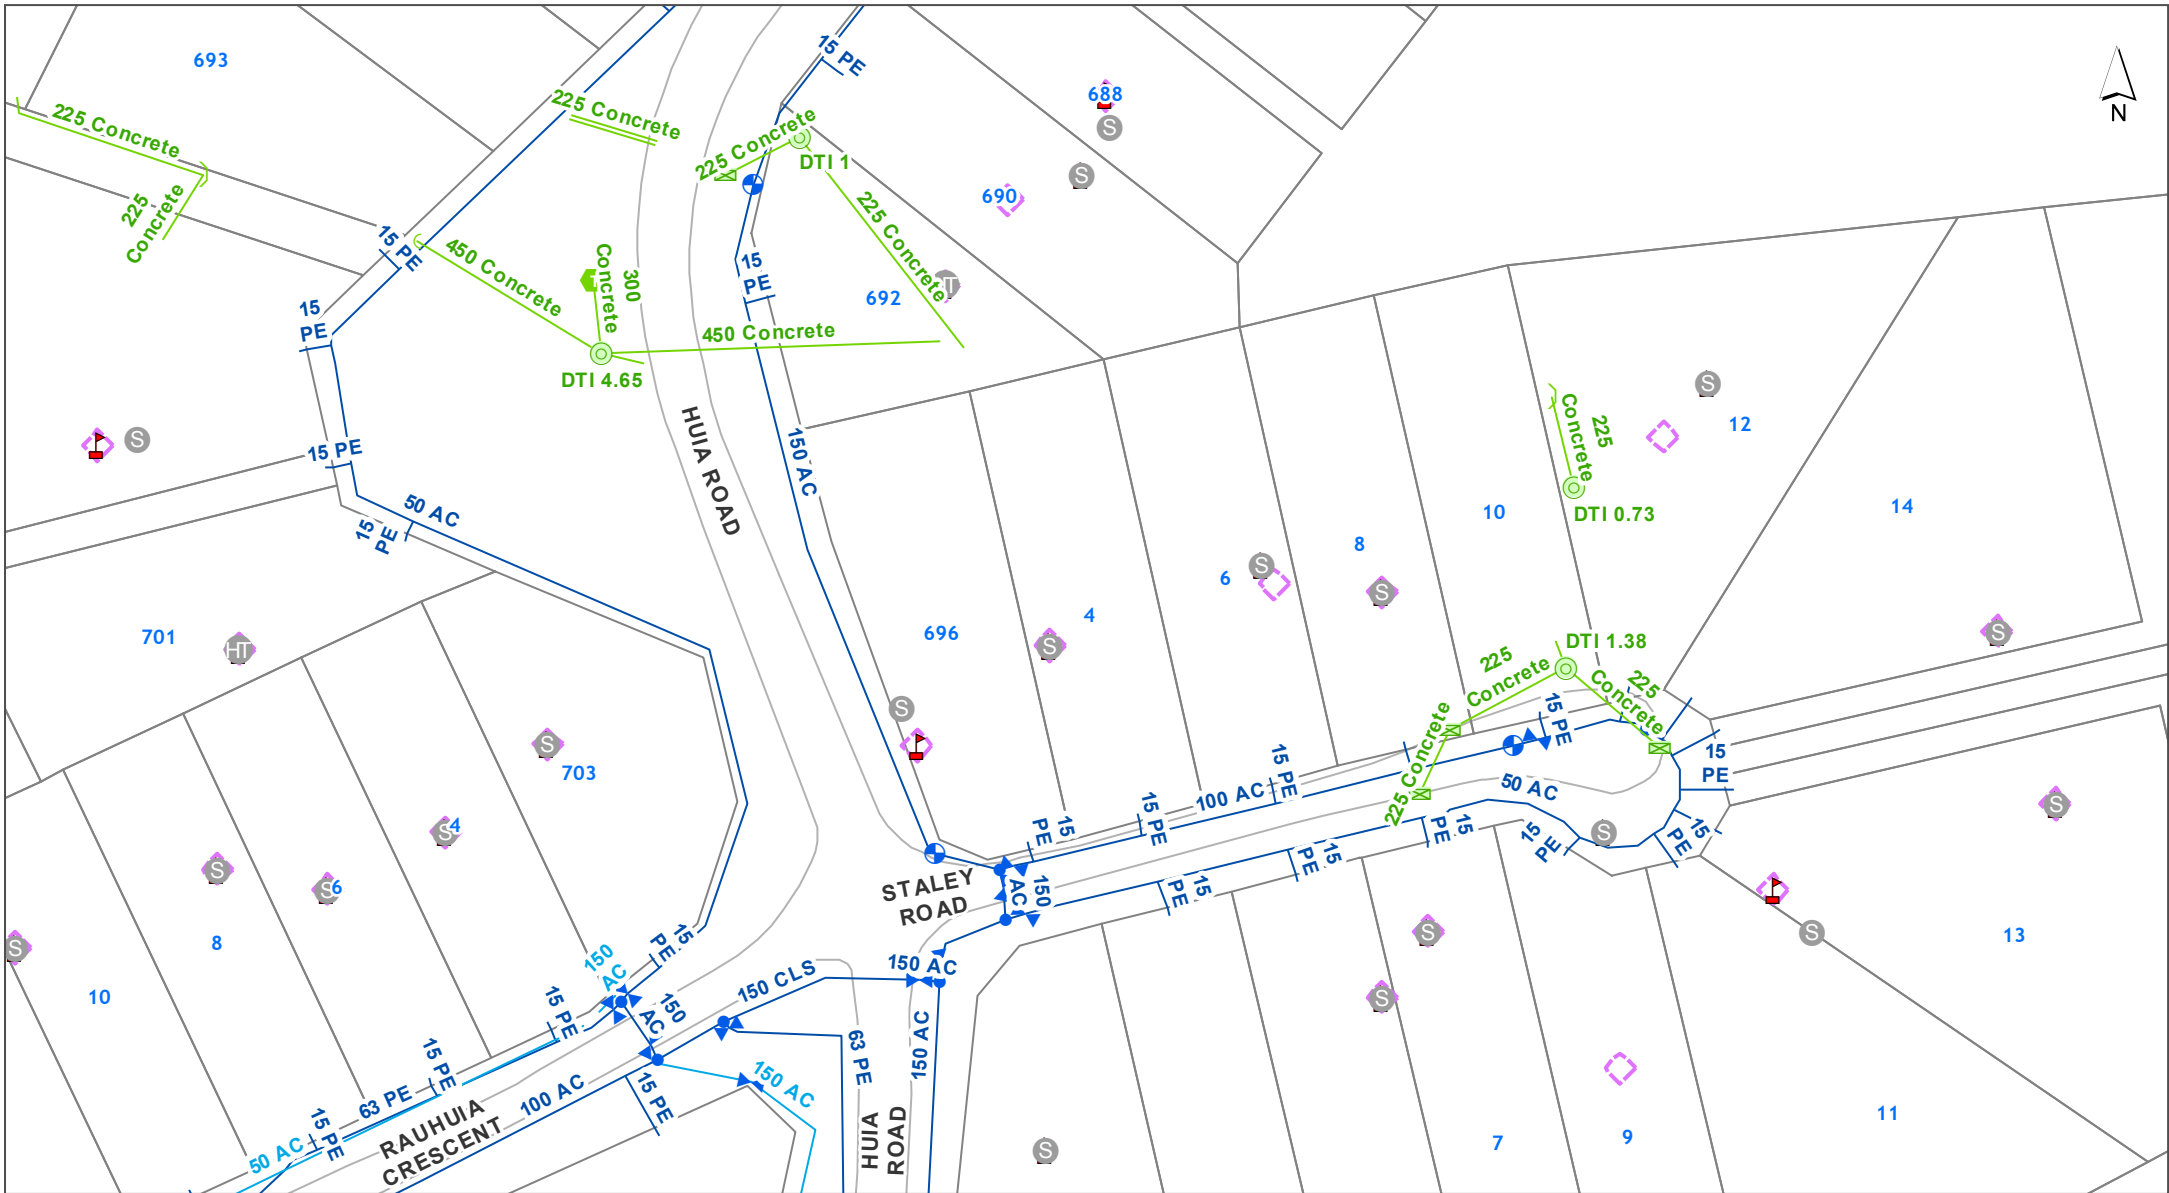 693
225 Concrete
225 Concrete
15 PE
688
S
N
225 Concrete
DTI 1
S
690
225
Concrete
15 PE
450 Concrete
Concrete
300
15
PE
225 Concrete
T
692
15
PE
450 Concrete
DTI 4.65
S
15 PE
50 AC
15
PE
HUIA ROAD
150 AC
S
12
Concrete
225
DTI 0.73
10
14
8
6
S
S
4
696
S
701
HT
S
703
S
S
DTI 1.38
225
Concrete
225
Concrete
15 PE
225 Concrete
15
PE
50 AC
100 AC
15 PE
15
PE
15
PE
15
PE
15
PE
15
PE
15
PE
15
PE
S
S
STALEY
ROAD
150
AC
S
4
S
S
6
S
8
10
150
AC
15
PE
150 CLS
150 AC
150
AC
15 PE
15 PE
15 PE
63 PE
50 AC
RAUHUIA
CRESCENT
100 AC
15 PE
150 AC
63 PE
150 AC
HUIA
ROAD
S
S
S
S
13
11
9
7